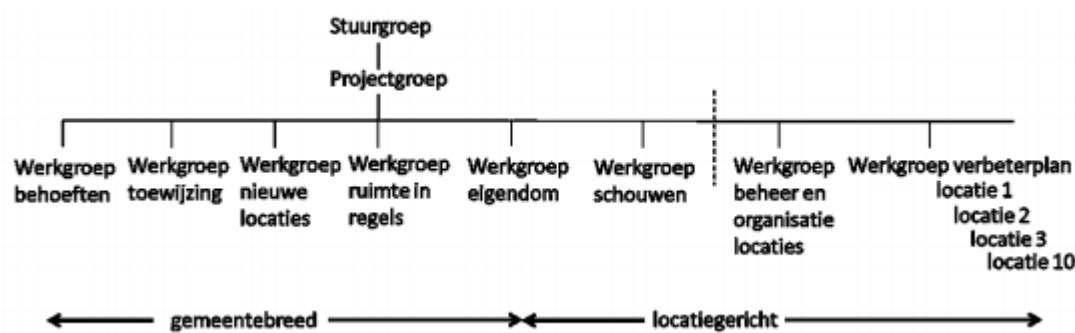 Stuurgroep
Projectgroep
Werkgroep
behoeften
Werkgroep
toewijzing
Werkgroep
nieuwe
locaties
Werkgroep
ruimte in
regels
Werkgroep
eigendom
Werkgroep
schouwen
Werkgroep
beheer en
organisatie
locaties
Werkgroep verbeterplan
locatie 1
locatie 2
locatie 3
locatie 10
gemeentebreed
locatiegericht